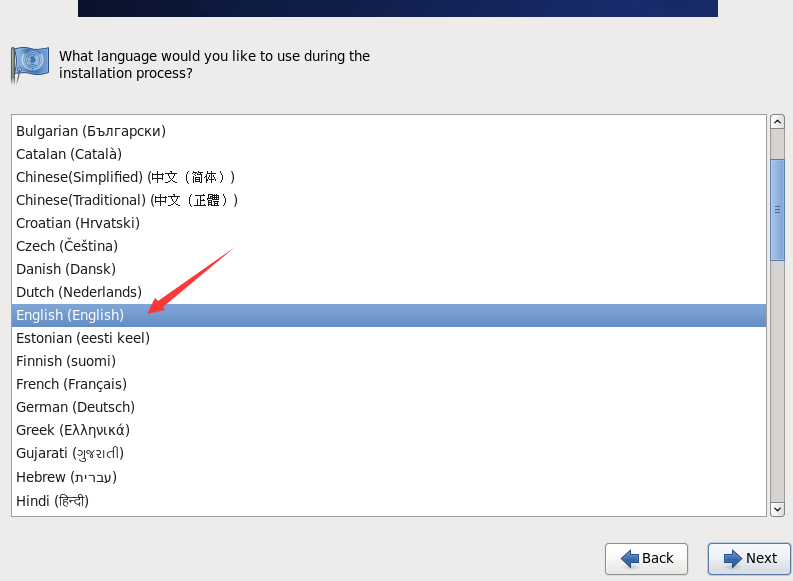 What language would you like to use during the
installation process?
Bulgarian (Български)
Catalan (Català)
Chinese(Simplified) (中文（简体）)
Chinese(Traditional) (中文（正體）)
Croatian (Hrvatski)
Czech (Čeština)
Danish (Dansk)
Dutch (Nederlands)
English (English)
Estonian (eesti keel)
Finnish (suomi)
French (Français)
German (Deutsch)
Greek (Ελληνικά)
Gujarati (ગુજરાતી)
Hebrew (עברית)
Hindi (हिन्दी)
Back
Next